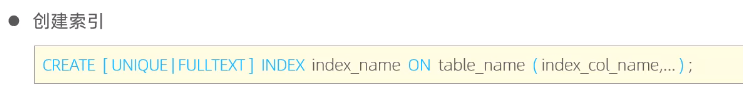 ● 创建索引
CREATE [ UNIQUE | FULLTEXT ] INDEX index_name ON table_name ( index_col_name,... ) ;